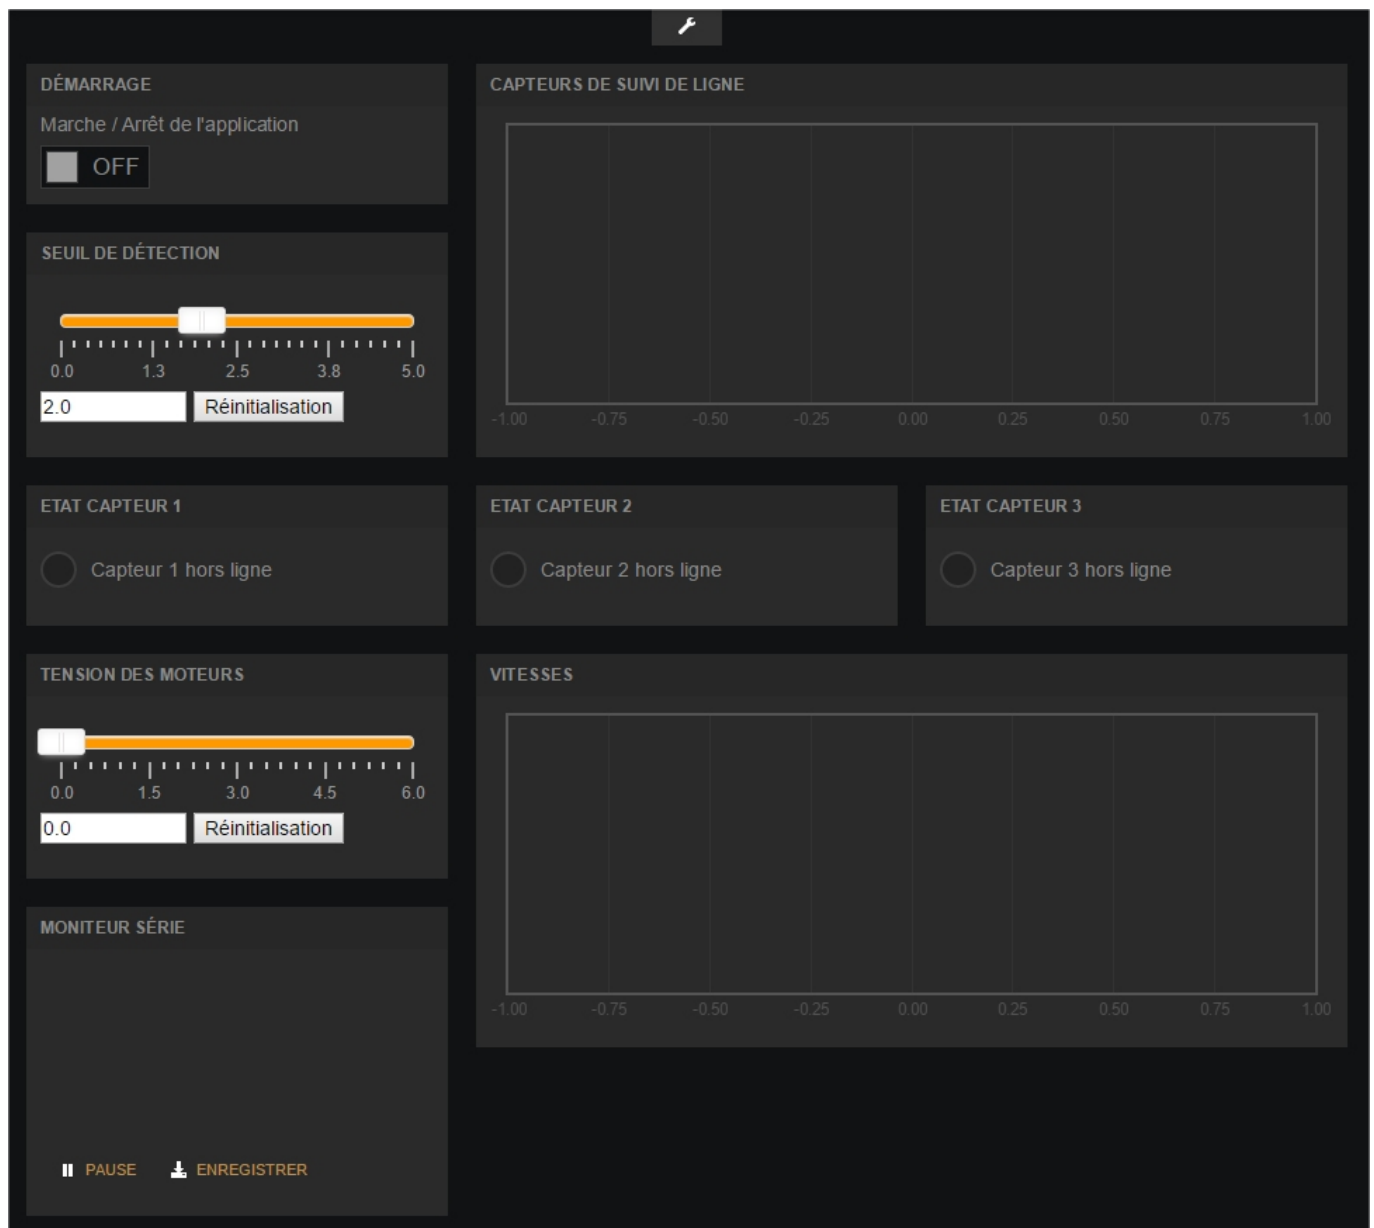 DÉMARRAGE
Marche / Arrêt de l'application
OFF
SEUIL DE DÉTECTION
0.0 1.3 2.5 3.8 5.0
2.0 Réinitialisation
CAPTEURS DE SUIVI DE LIGNE
-1.00 -0.75 -0.50 -0.25 0.00 0.25 0.50 0.75 1.00
ETAT CAPTEUR 1
Capteur 1 hors ligne
ETAT CAPTEUR 2
Capteur 2 hors ligne
ETAT CAPTEUR 3
Capteur 3 hors ligne
TENSION DES MOTEURS
0.0 1.5 3.0 4.5 6.0
0.0 Réinitialisation
VITESSES
-1.00 -0.75 -0.50 -0.25 0.00 0.25 0.50 0.75 1.00
MONITEUR SÉRIE
PAUSE ENREGISTRER